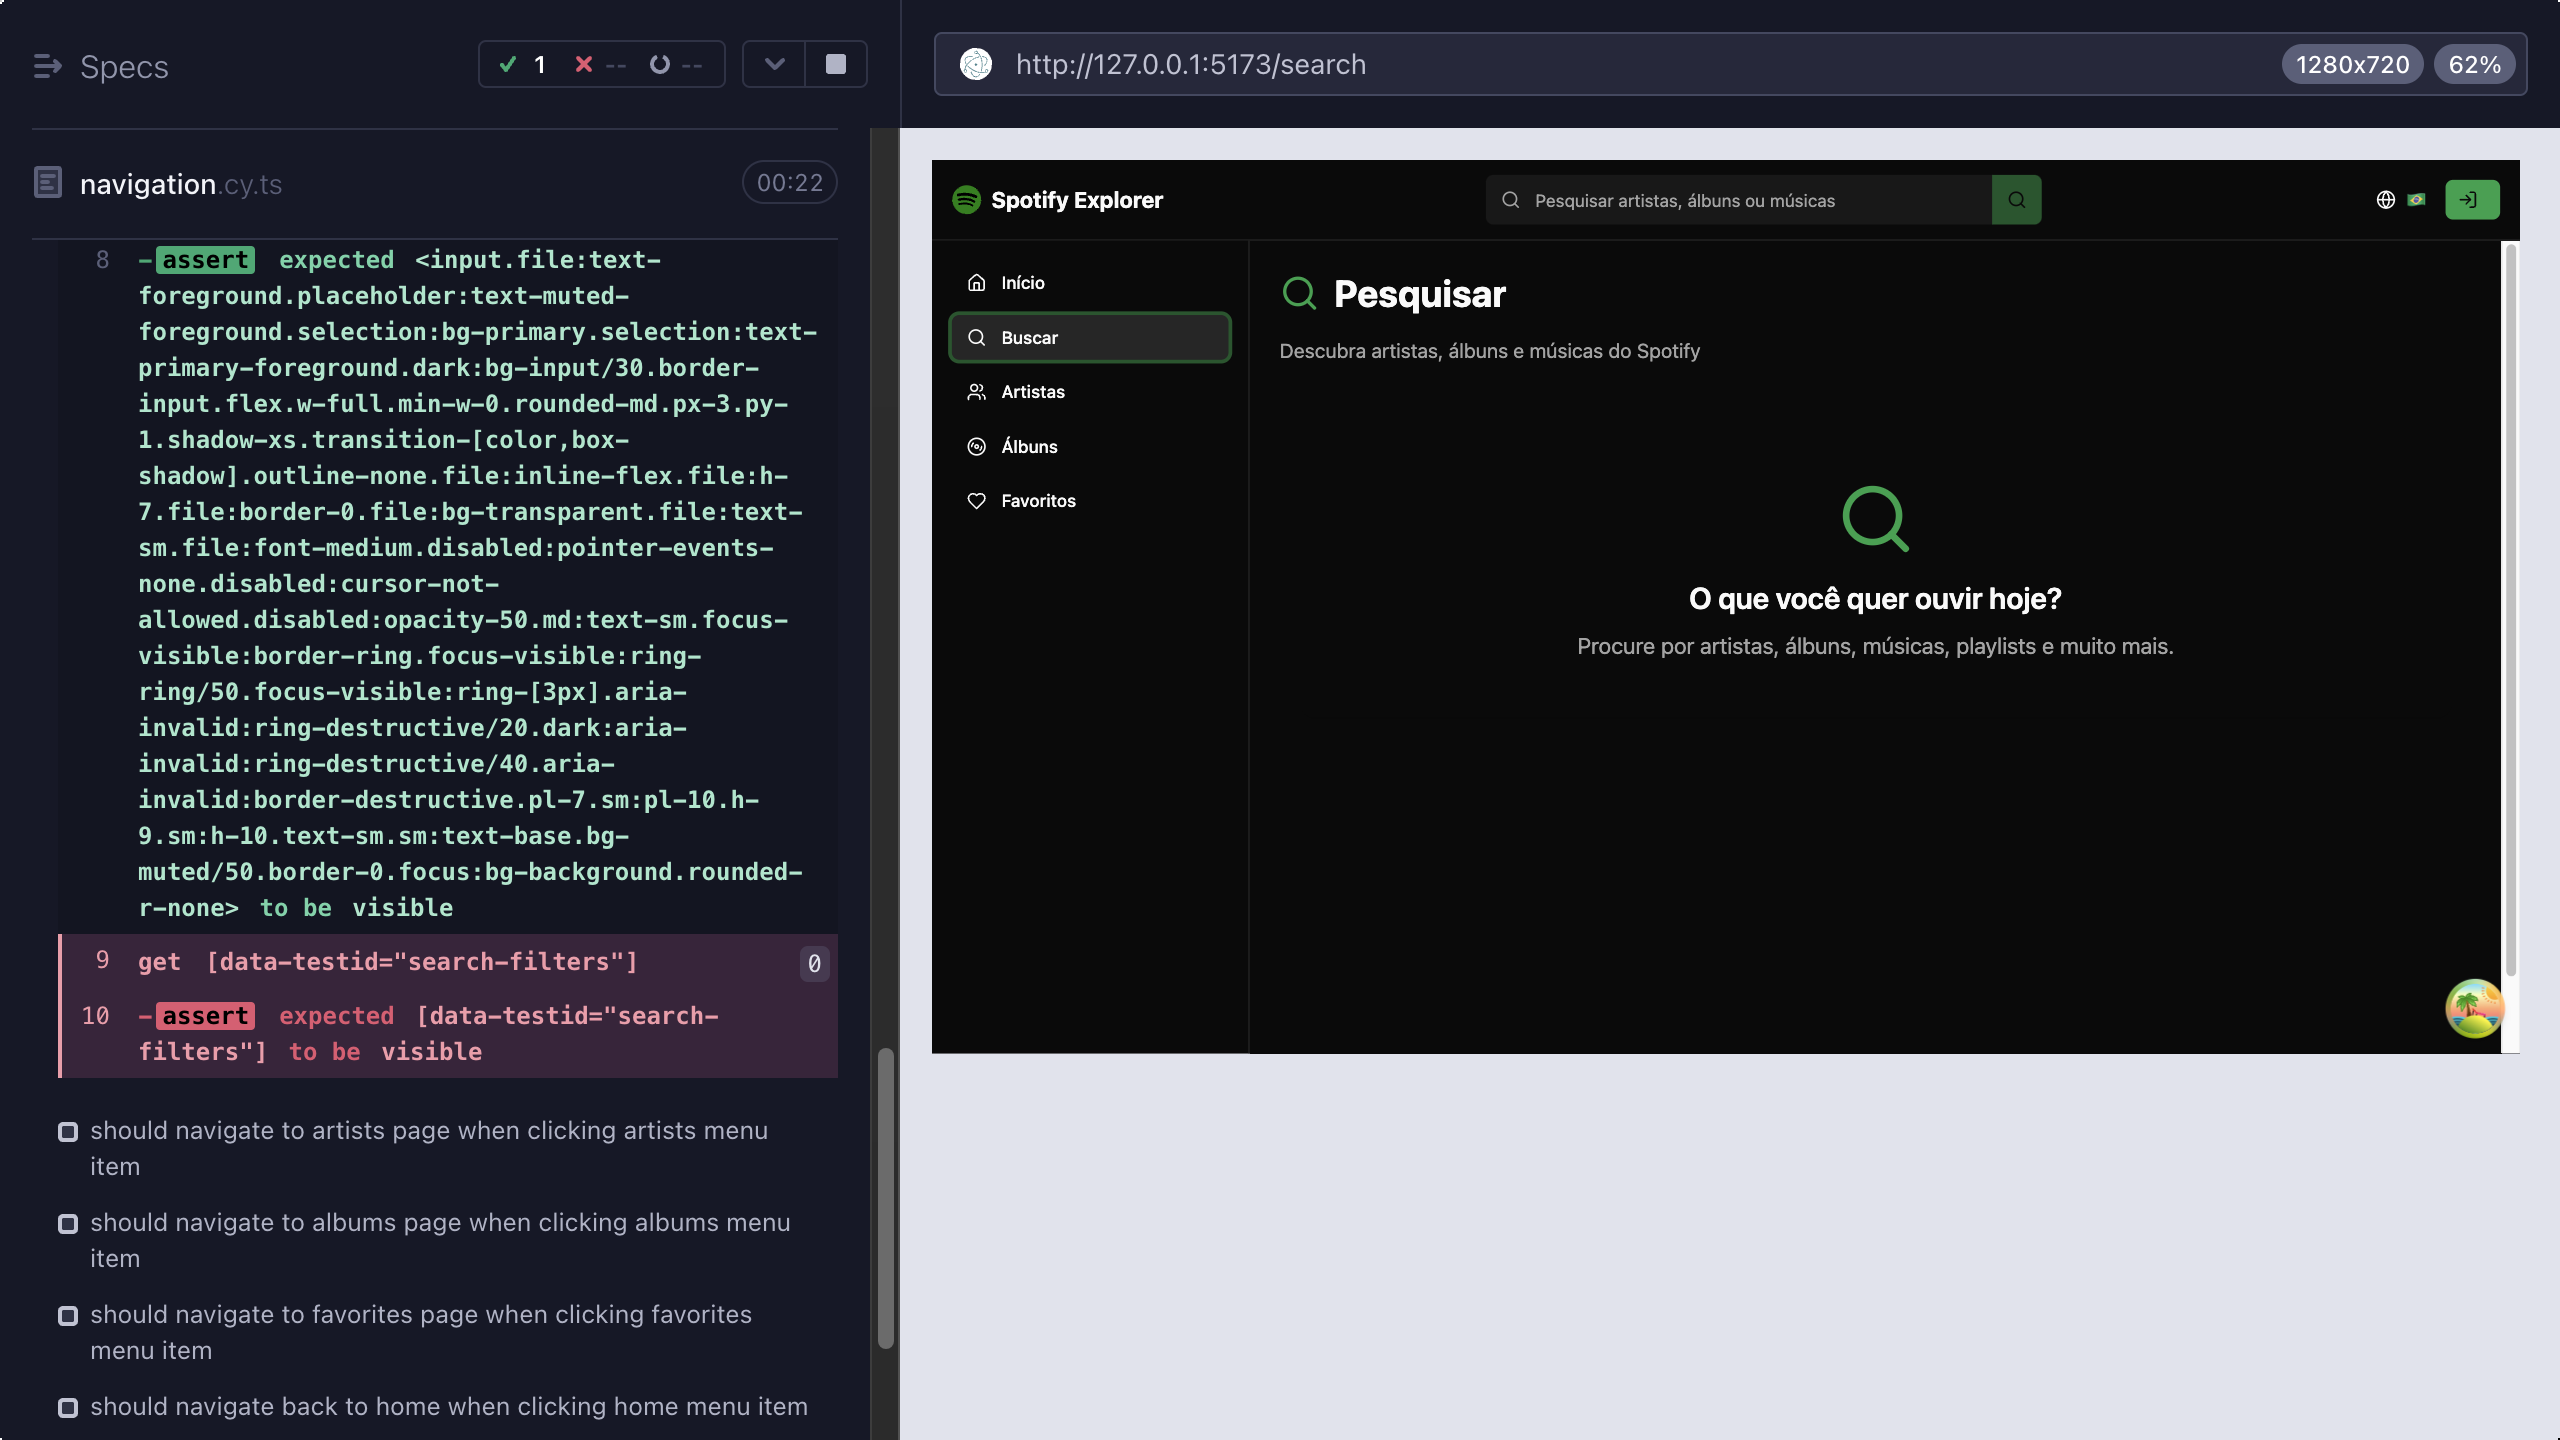 Specs
1
--
--
navigation.cy.ts
00:22
8
-assert expected <input.file:text-
foreground.placeholder:text-muted-
foreground.selection:bg-primary.selection:text-
primary-foreground.dark:bg-input/30.border-
input.flex.w-full.min-w-0.rounded-md.px-3.py-
1.shadow-xs.transition-[color,box-
shadow].outline-none.file:inline-flex.file:h-
7.file:border-0.file:bg-transparent.file:text-
sm.file:font-medium.disabled:pointer-events-
none.disabled:cursor-not-
allowed.disabled:opacity-50.md:text-sm.focus-
visible:border-ring.focus-visible:ring-
ring/50.focus-visible:ring-[3px].aria-
invalid:ring-destructive/20.dark:aria-
invalid:ring-destructive/40.aria-
invalid:border-destructive.pl-7.sm:pl-10.h-
9.sm:h-10.text-sm.sm:text-base.bg-
muted/50.border-0.focus:bg-background.rounded-
r-none> to be visible
9 get [data-testid="search-filters"] 0
10 -assert expected [data-testid="search-
filters"] to be visible
should navigate to artists page when clicking artists menu
item
should navigate to albums page when clicking albums menu
item
should navigate to favorites page when clicking favorites
menu item
should navigate back to home when clicking home menu item
http://127.0.0.1:5173/search
1280x720
62%
Spotify Explorer
Pesquisar artistas, álbuns ou músicas
Início
Buscar
Artistas
Álbuns
Favoritos
Pesquisar
Descubra artistas, álbuns e músicas do Spotify
O que você quer ouvir hoje?
Procure por artistas, álbuns, músicas, playlists e muito mais.